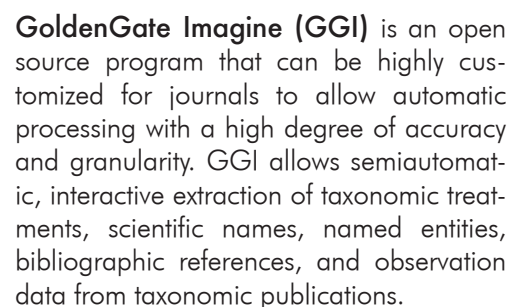 GoldenGate Imagine (GGI) is an open
source program that can be highly cus-
tomized for journals to allow automatic
processing with a high degree of accuracy
and granularity. GGI allows semiautomat-
ic, interactive extraction of taxonomic treat-
ments, scientific names, named entities,
bibliographic references, and observation
data from taxonomic publications.